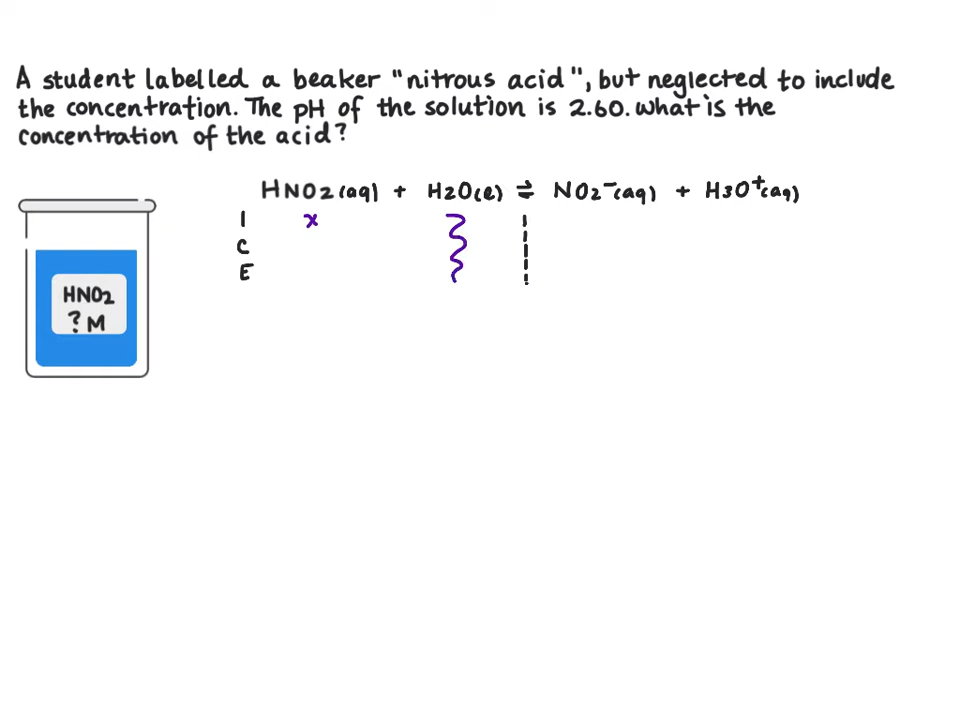 A student labelled a beaker "nitrous acid", but neglected to include
the concentration. The pH of the solution is 2.60. What is the
concentration of the acid?
HNO2(aq) + H2O(l) ⇌ NO2-(aq) + H3O+(aq)
I x
C
E
HNO2
? M